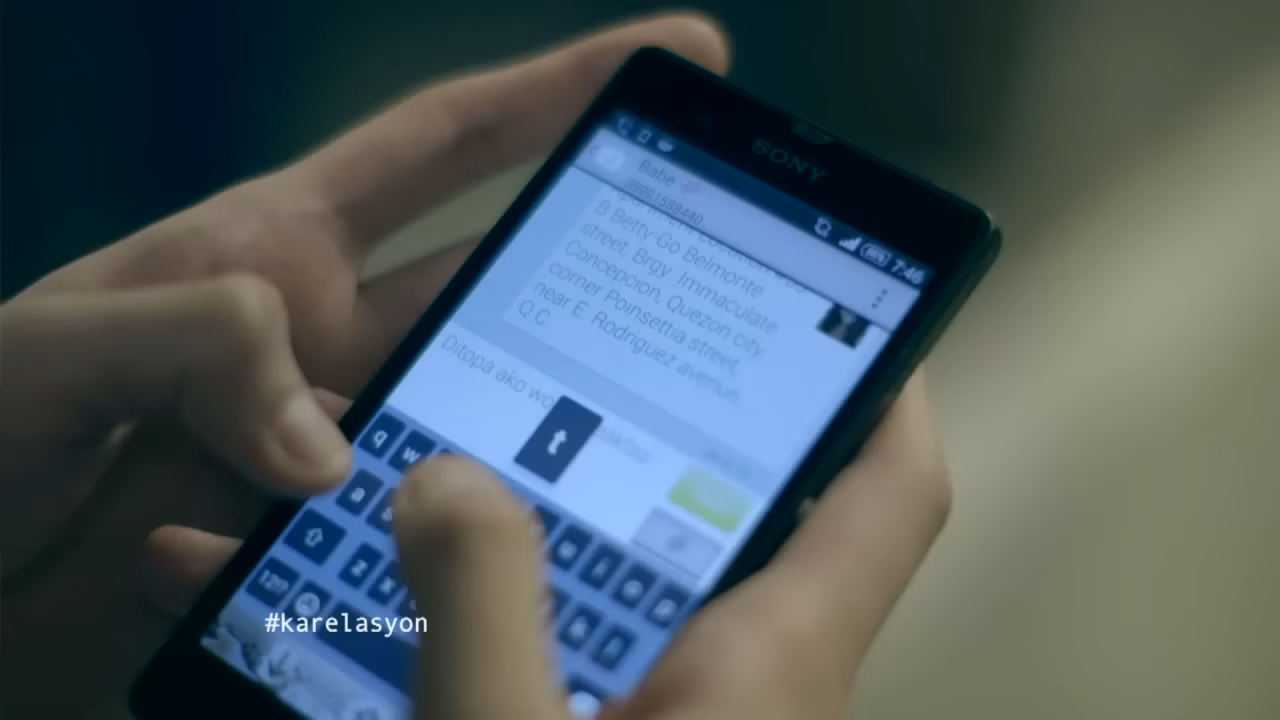 SONY
7:46
Babe
B Betty-Go Belmonte
street, Brgy. Immaculate
Concepcion, Quezon city
corner Poinsettia street,
near E. Rodriguez avenue,
Q.C
Ditopa ako wo
t
q w
a s
u i o p
z x
k
#karelasyon